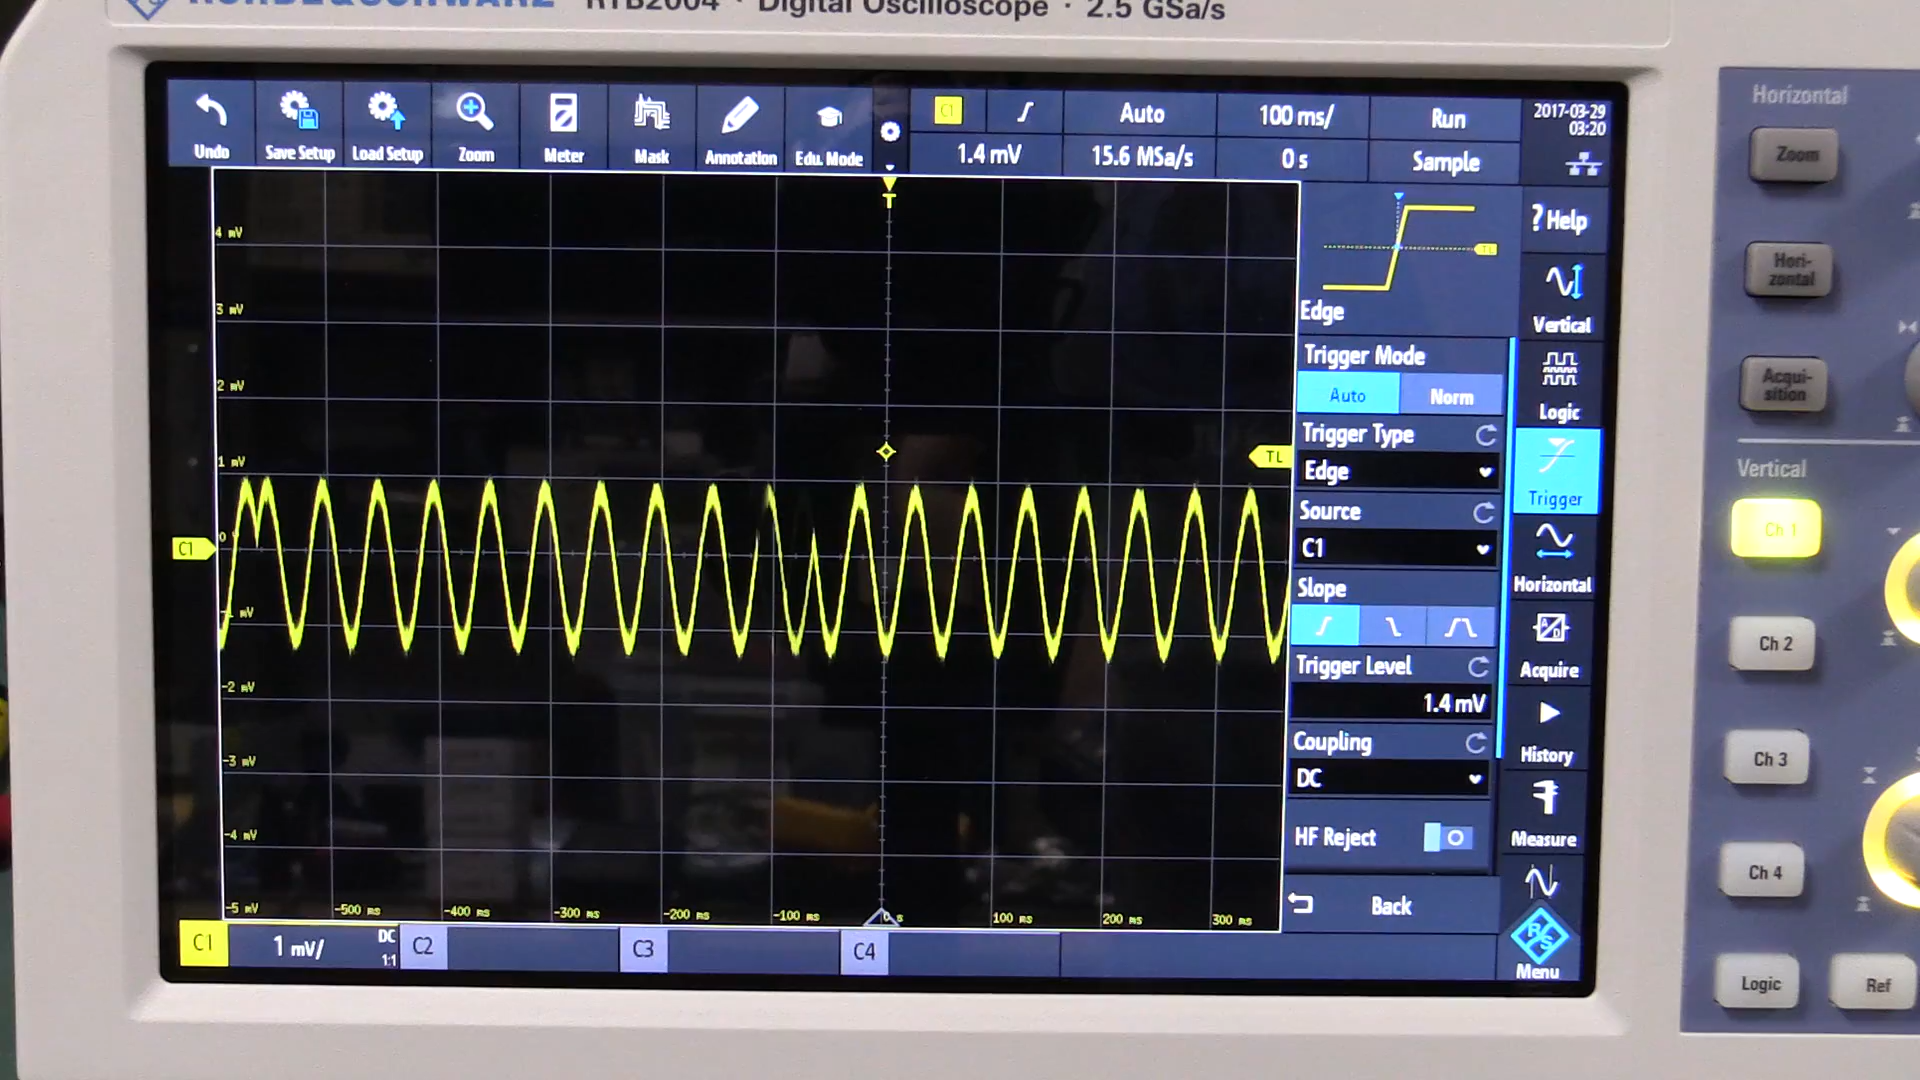 ROHDE&SCHWARZ RTB2004 · Digital Oscilloscope · 2.5 GSa/s
Undo
Save Setup
Load Setup
Zoom
Meter
Mask
Annotation
Edu. Mode
C1
Auto
100 ms/
Run
1.4 mV
15.6 MSa/s
0 s
Sample
2017-03-29
03:20
T
4 mV
3 mV
2 mV
1 mV
-2 mV
-3 mV
-4 mV
-5 mV
-500 ms
-400 ms
-300 ms
-200 ms
-100 ms
0 s
100 ms
200 ms
300 ms
C1
TL
TL
Edge
Trigger Mode
Auto
Norm
Trigger Type
Edge
Source
C1
Slope
Trigger Level
1.4 mV
Coupling
DC
HF Reject
Back
? Help
Vertical
Logic
Trigger
Horizontal
Acquire
History
Measure
R&S
Menu
C1
1 mV/
DC
1:1
C2
C3
C4
Horizontal
Zoom
Hori-
zontal
Acqui-
sition
Vertical
Ch 1
Ch 2
Ch 3
Ch 4
Logic
Ref